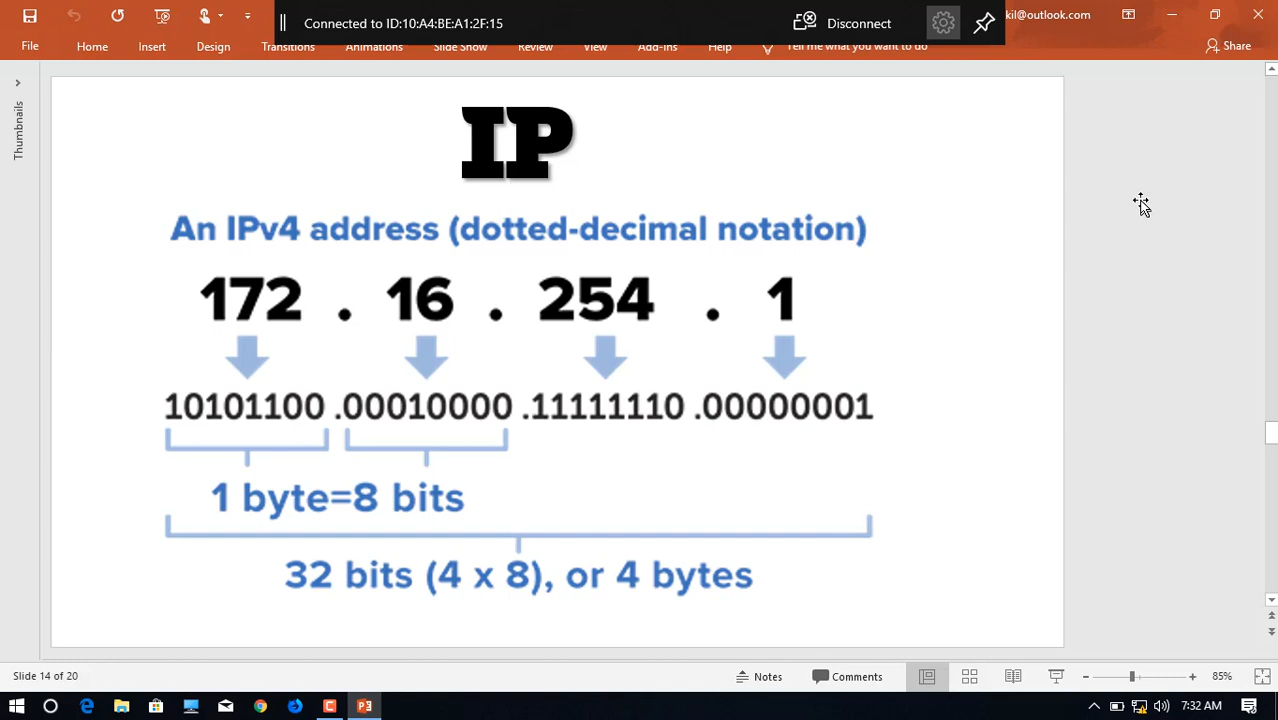 Connected to ID:10:A4:BE:A1:2F:15
Disconnect
kil@outlook.com
File
Home
Insert
Design
Transitions
Animations
Slide Show
Review
View
Add-ins
Help
Tell me what you want to do
Share
Thumbnails
IP
An IPv4 address (dotted-decimal notation)
172 . 16 . 254 . 1
10101100 .00010000 .11111110 .00000001
1 byte=8 bits
32 bits (4 x 8), or 4 bytes
Slide 14 of 20
Notes
Comments
85%
7:32 AM